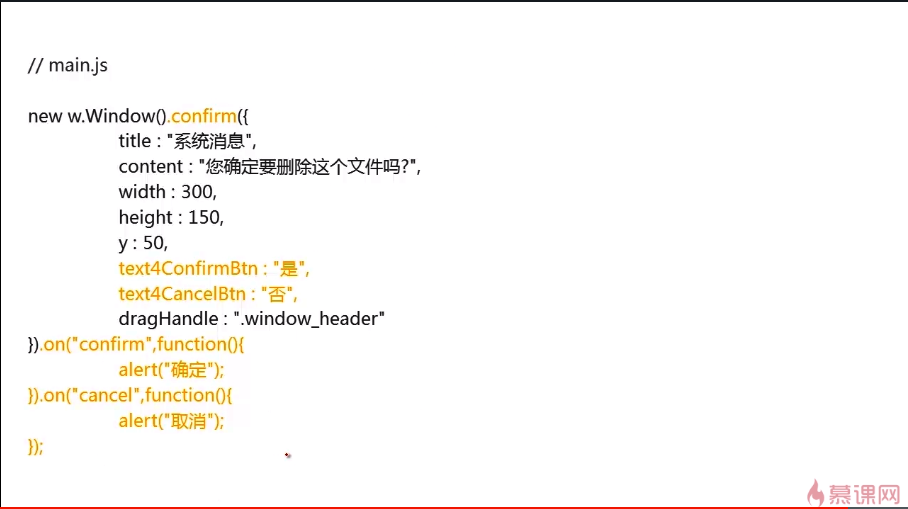 // main.js
new w.Window().confirm({
title : "系统消息",
content : "您确定要删除这个文件吗?",
width : 300,
height : 150,
y : 50,
text4ConfirmBtn : "是",
text4CancelBtn : "否",
dragHandle : ".window_header"
}).on("confirm",function(){
alert("确定");
}).on("cancel",function(){
alert("取消");
});
慕课网